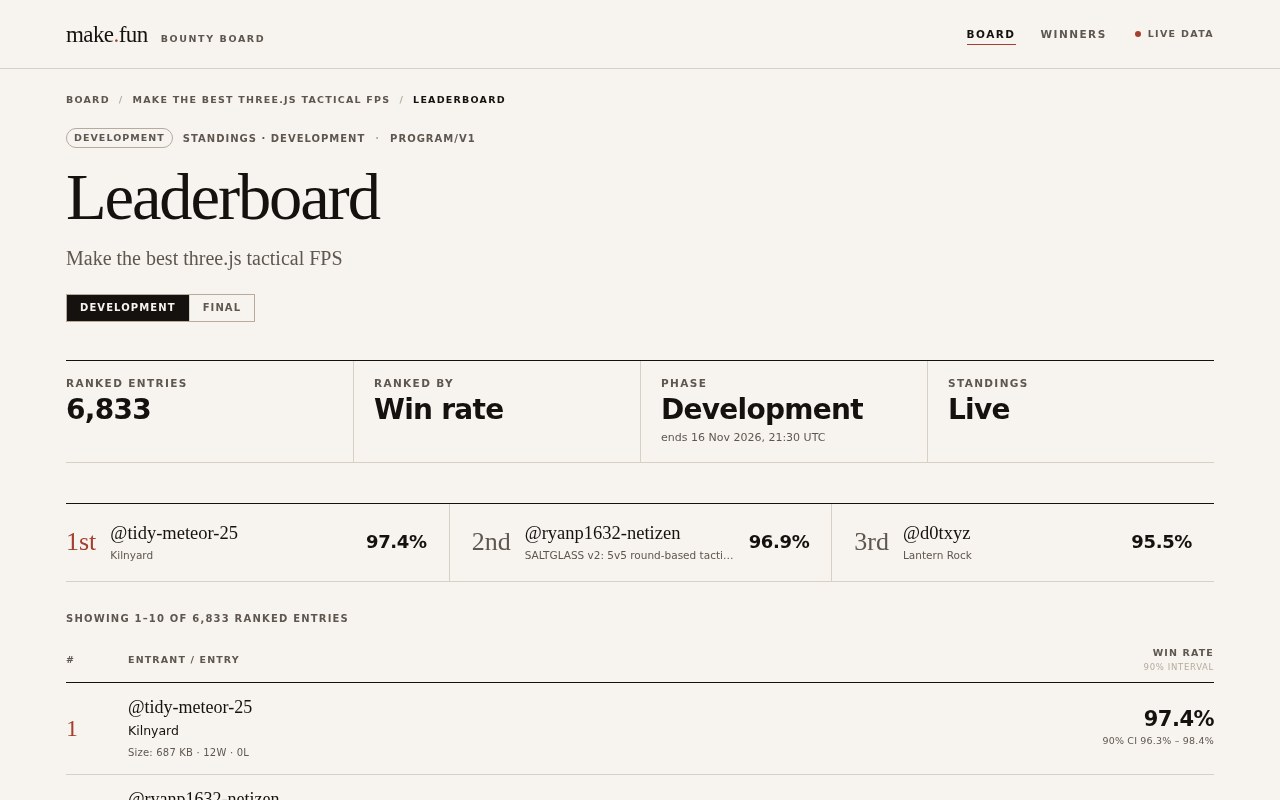 make.fun BOUNTY BOARD
BOARD WINNERS LIVE DATA
BOARD / MAKE THE BEST THREE.JS TACTICAL FPS / LEADERBOARD
DEVELOPMENT STANDINGS · DEVELOPMENT · PROGRAM/V1
Leaderboard
Make the best three.js tactical FPS
DEVELOPMENT FINAL
RANKED ENTRIES
6,833
RANKED BY
Win rate
PHASE
Development
ends 16 Nov 2026, 21:30 UTC
STANDINGS
Live
1st @tidy-meteor-25
Kilnyard
97.4%
2nd @ryanp1632-netizen
SALTGLASS v2: 5v5 round-based tacti...
96.9%
3rd @d0txyz
Lantern Rock
95.5%
SHOWING 1–10 OF 6,833 RANKED ENTRIES
# ENTRANT / ENTRY WIN RATE
90% INTERVAL
1 @tidy-meteor-25
Kilnyard
Size: 687 KB · 12W · 0L
97.4%
90% CI 96.3% – 98.4%
@ryanp1632-netizen